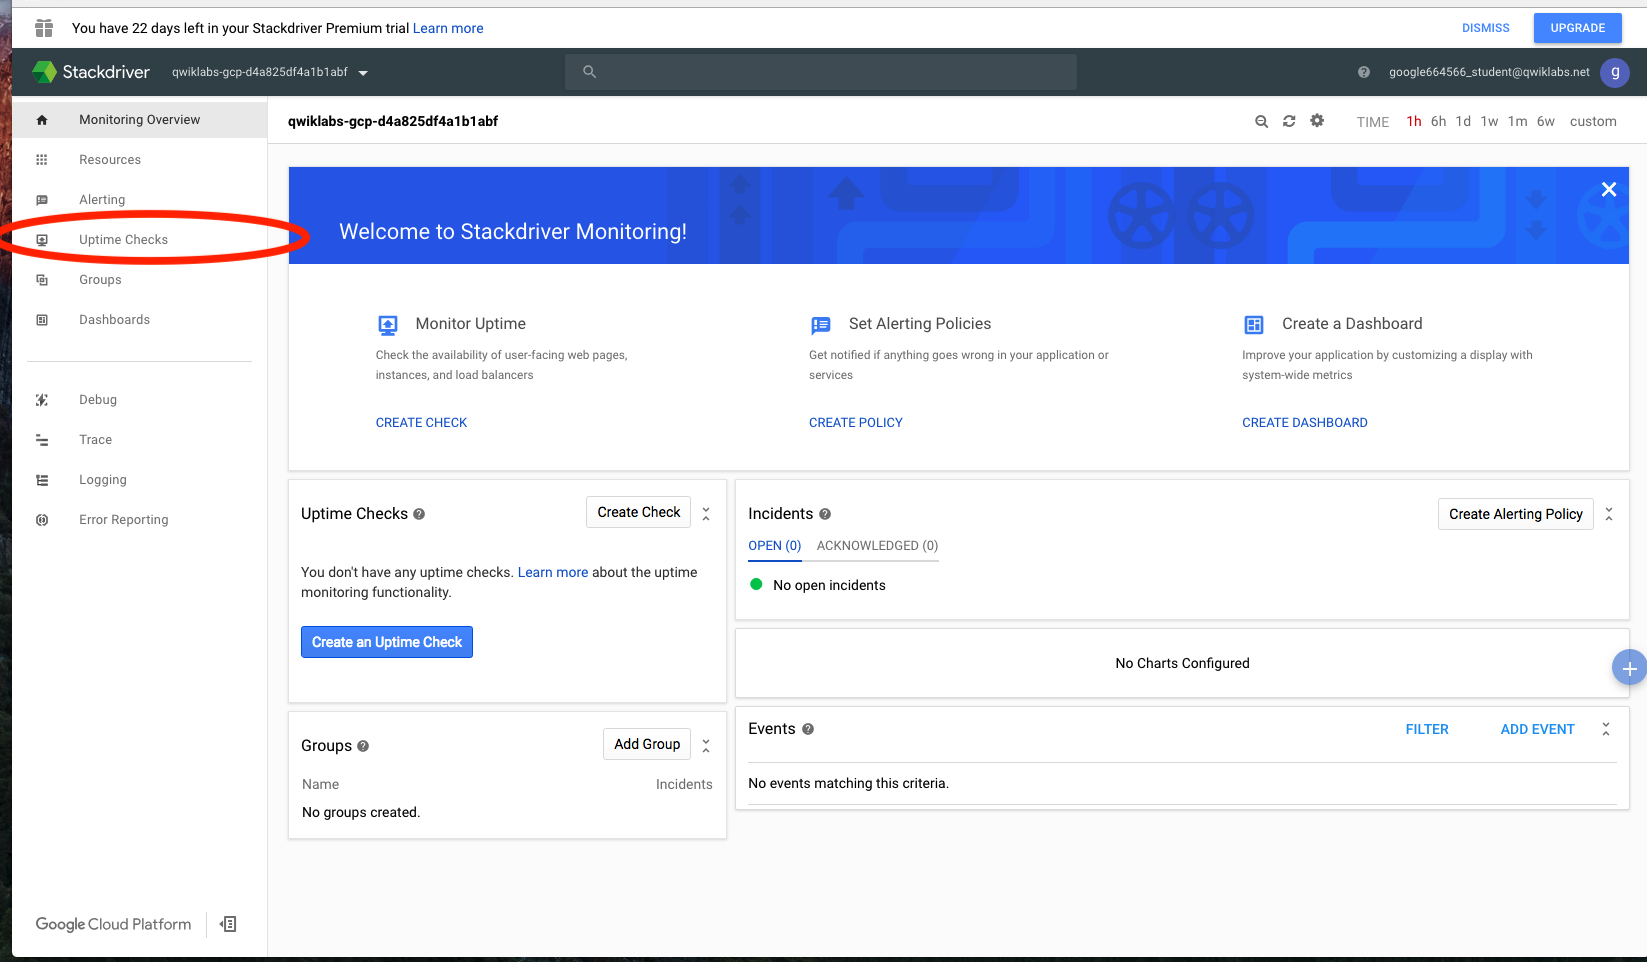 You have 22 days left in your Stackdriver Premium trial Learn more
DISMISS
UPGRADE
Stackdriver
qwiklabs-gcp-d4a825df4a1b1abf
google664566_student@qwiklabs.net
g
Monitoring Overview
Resources
Alerting
Uptime Checks
Groups
Dashboards
Debug
Trace
Logging
Error Reporting
Google Cloud Platform
qwiklabs-gcp-d4a825df4a1b1abf
TIME 1h 6h 1d 1w 1m 6w custom
Welcome to Stackdriver Monitoring!
Monitor Uptime
Check the availability of user-facing web pages,
instances, and load balancers
CREATE CHECK
Set Alerting Policies
Get notified if anything goes wrong in your application or
services
CREATE POLICY
Create a Dashboard
Improve your application by customizing a display with
system-wide metrics
CREATE DASHBOARD
Uptime Checks
Create Check
You don't have any uptime checks. Learn more about the uptime
monitoring functionality.
Create an Uptime Check
Groups
Add Group
Name Incidents
No groups created.
Incidents
Create Alerting Policy
OPEN (0) ACKNOWLEDGED (0)
No open incidents
No Charts Configured
Events
FILTER
ADD EVENT
No events matching this criteria.